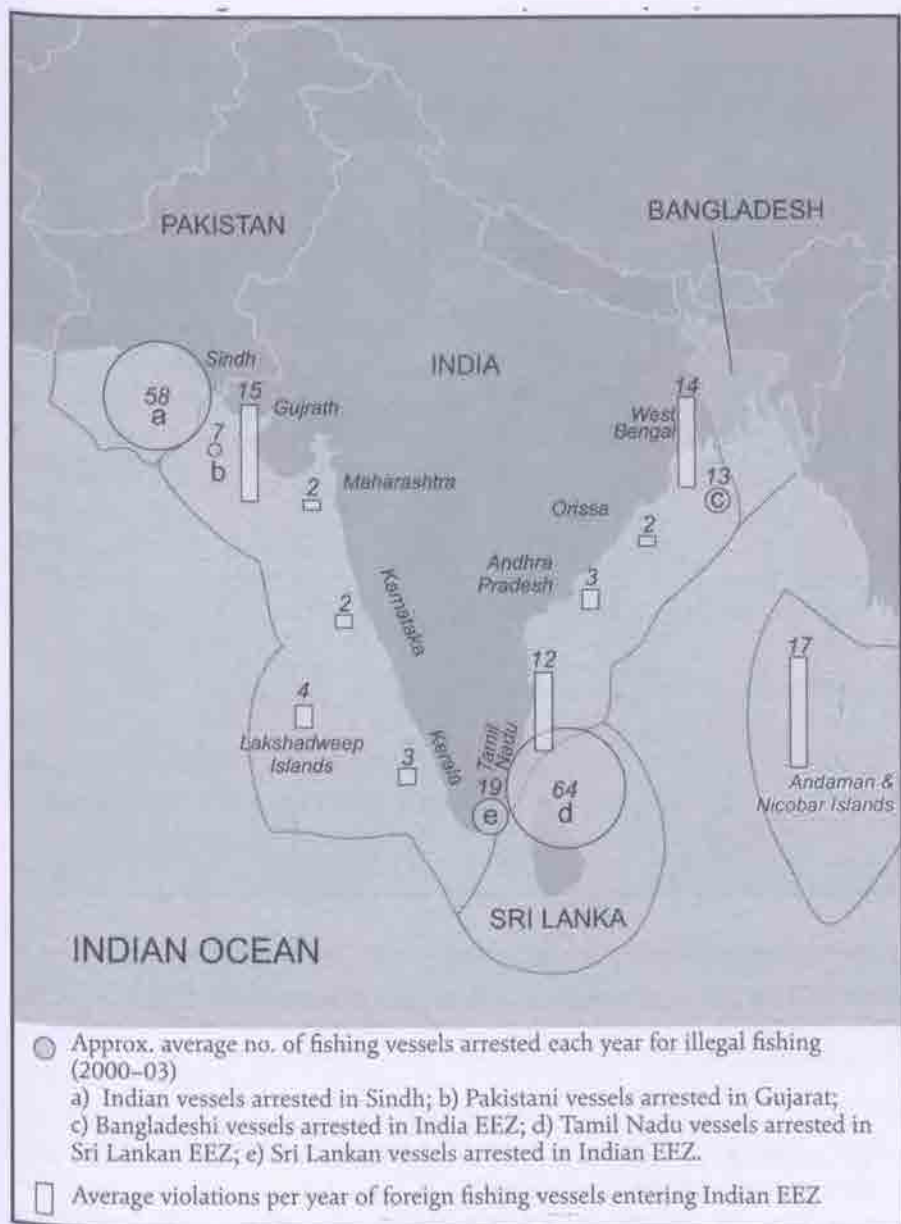 PAKISTAN
BANGLADESH
INDIA
Sindh
58
a
7
b
15
Gujrath
2
Maharashtra
14
West
Bengal
13
c
Orissa
2
Andhra
Pradesh
3
Karnataka
2
12
17
4
Lakshadweep
Islands
3
Kerala
Tamil
Nadu
19
e
64
d
Andaman &
Nicobar Islands
SRI LANKA
INDIAN OCEAN
Approx. average no. of fishing vessels arrested each year for illegal fishing
(2000–03)
a) Indian vessels arrested in Sindh; b) Pakistani vessels arrested in Gujarat;
c) Bangladeshi vessels arrested in India EEZ; d) Tamil Nadu vessels arrested in
Sri Lankan EEZ; e) Sri Lankan vessels arrested in Indian EEZ.
Average violations per year of foreign fishing vessels entering Indian EEZ